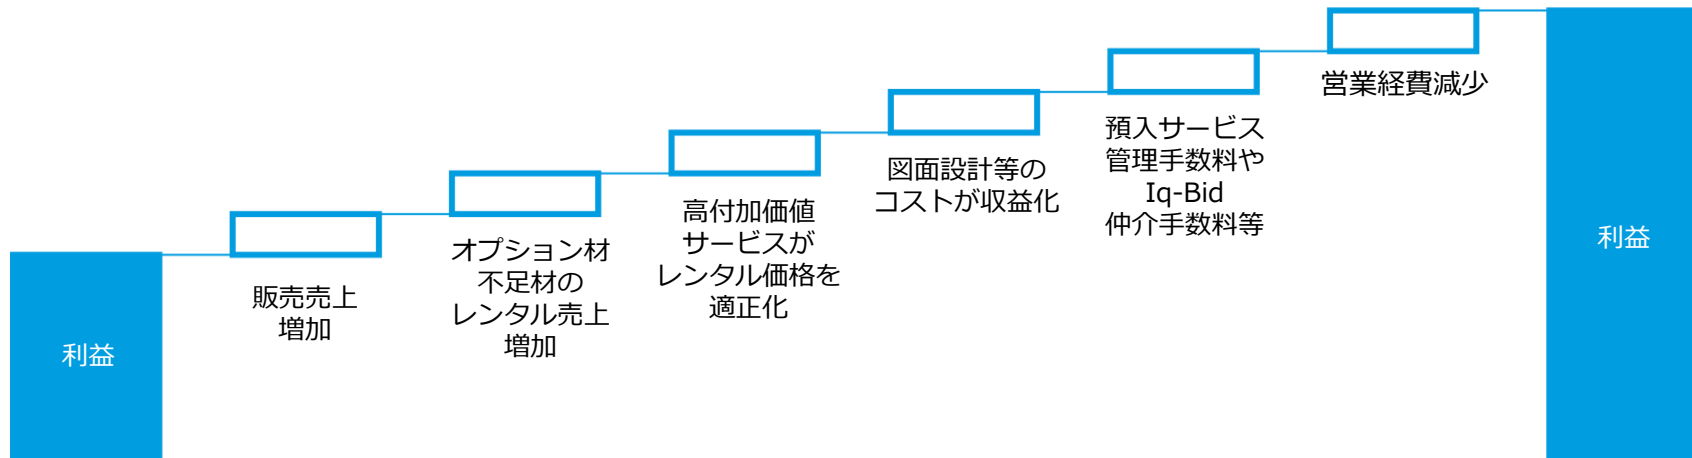 利益
販売売上
増加
オプション材
不足材の
レンタル売上
増加
高付加価値
サービスが
レンタル価格を
適正化
図面設計等の
コストが収益化
預入サービス
管理手数料や
Iq-Bid
仲介手数料等
営業経費減少
利益